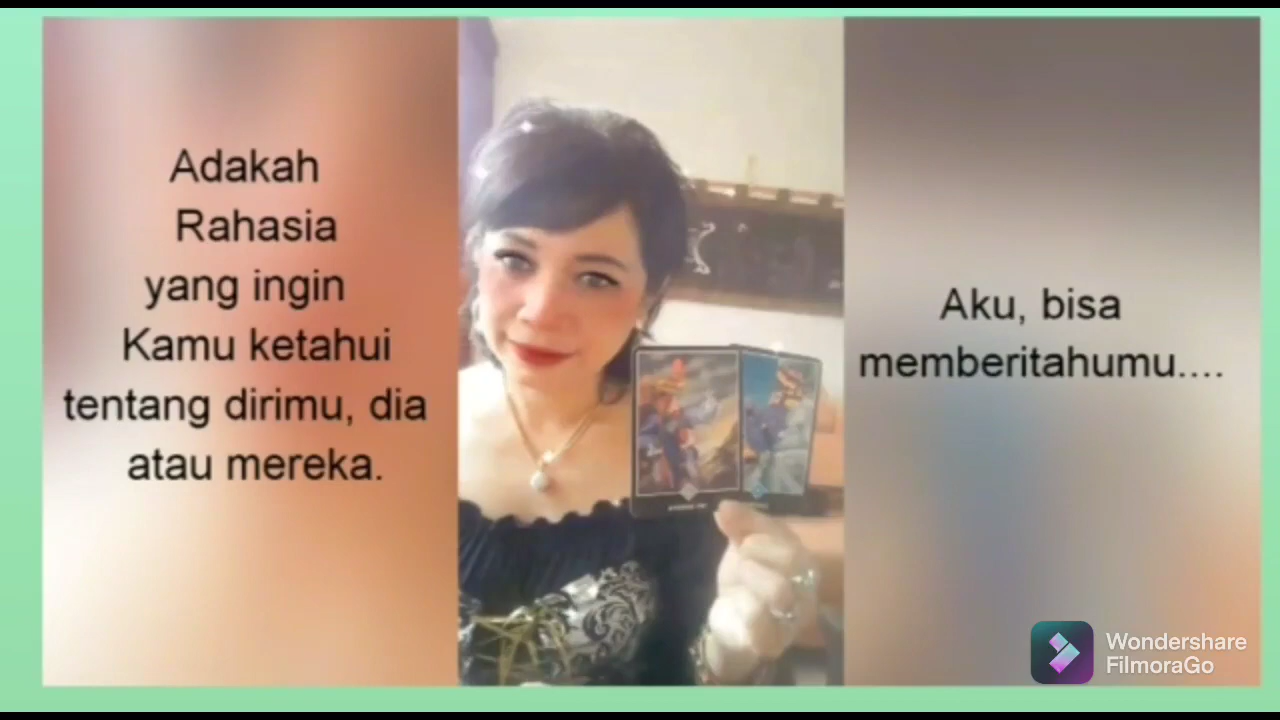 Adakah
Rahasia
yang ingin
Kamu ketahui
tentang dirimu, dia
atau mereka.
Aku, bisa
memberitahumu....
Wondershare
FilmoraGo